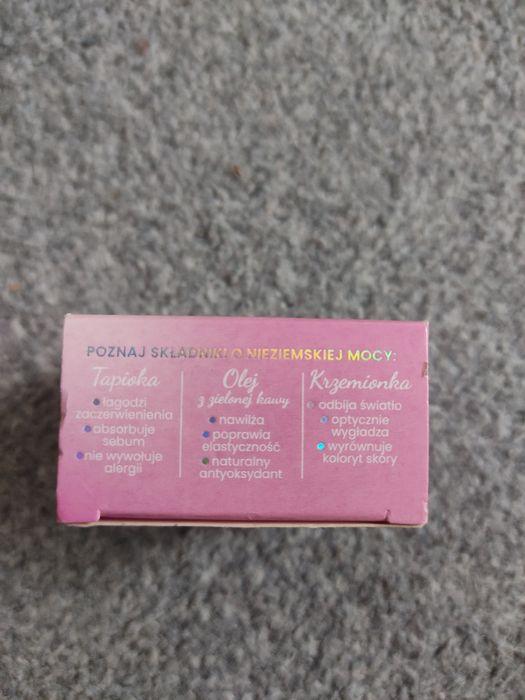 POZNAJ SKŁADNIKI O NIEZIEMSKIEJ MOCY:
Tapioka
łagodzi
zaczerwienienia
absorbuje
sebum
nie wywołuje
alergii
Olej
z zielonej kawy
nawilża
poprawia
elastyczność
naturalny
antyoksydant
Krzemionka
odbija światło
optycznie
wygładza
wyrównuje
koloryt skóry